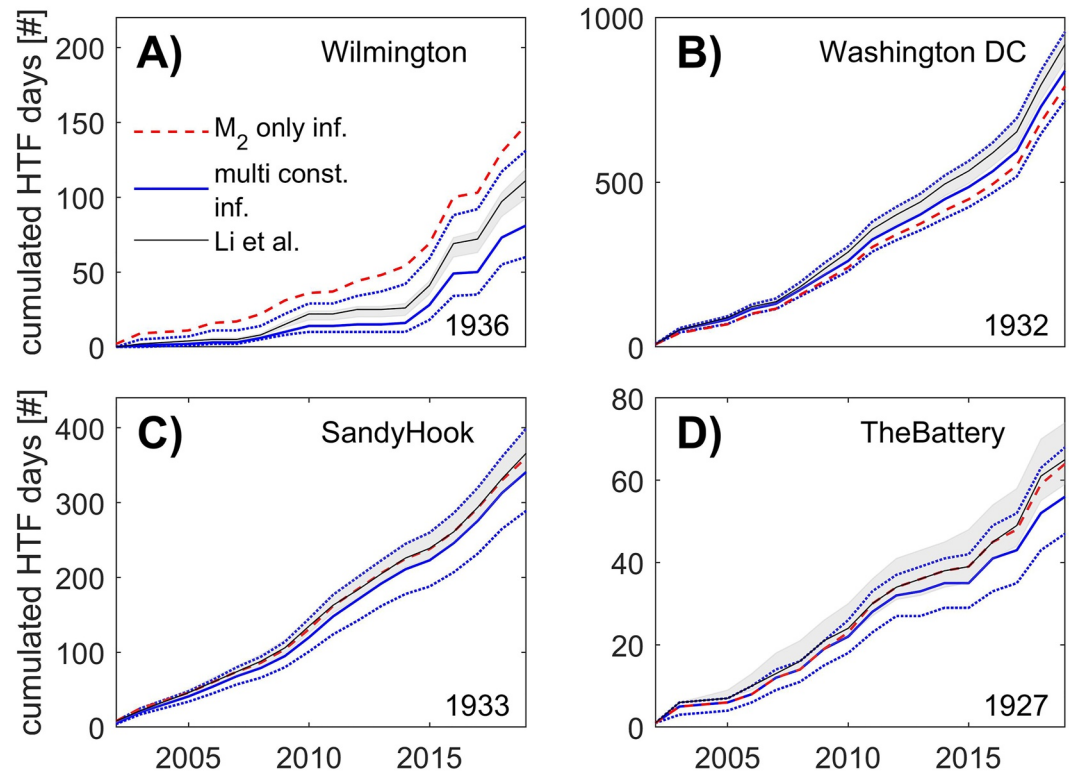 A) Wilmington
cumulated HTF days [#]
200
150
100
50
0
M2 only inf.
multi const.
inf.
Li et al.
1936
B) Washington DC
1000
500
0
1932
C) SandyHook
cumulated HTF days [#]
400
300
200
100
0
1933
2005 2010 2015
D) TheBattery
80
60
40
20
0
1927
2005 2010 2015